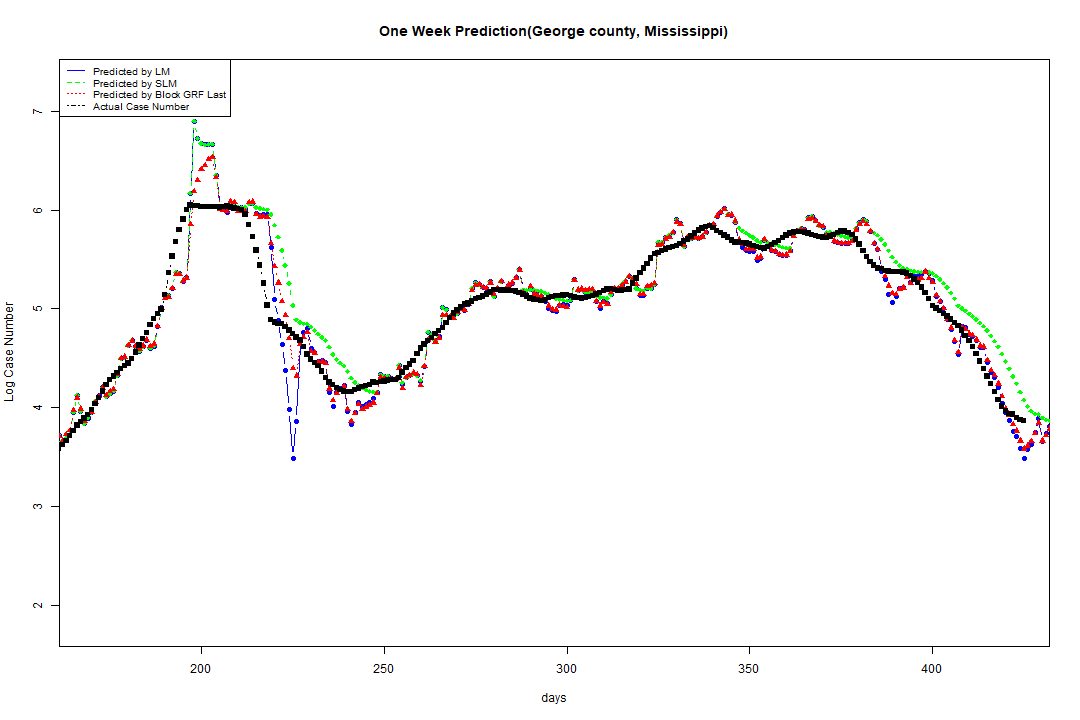 One Week Prediction(George county, Mississippi)
Predicted by LM
Predicted by SLM
Predicted by Block GRF Last
Actual Case Number
7
6
5
4
3
2
Log Case Number
200 250 300 350 400
days